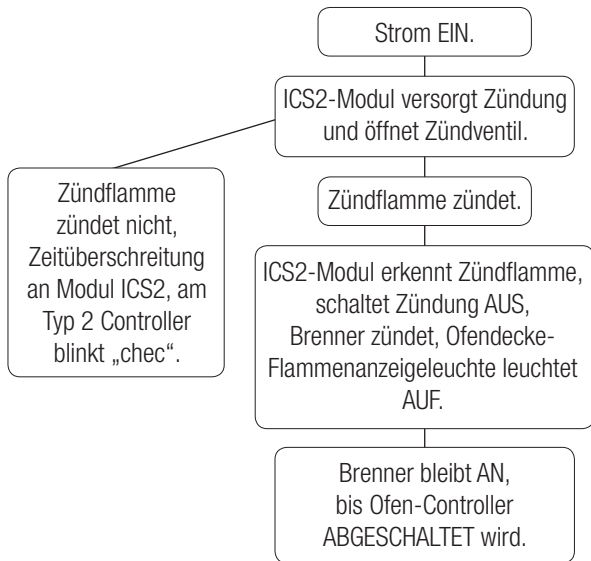 Strom EIN.
ICS2-Modul versorgt Zündung
und öffnet Zündventil.
Zündflamme
zündet nicht,
Zeitüberschreitung
an Modul ICS2, am
Typ 2 Controller
blinkt „chec“.
Zündflamme zündet.
ICS2-Modul erkennt Zündflamme,
schaltet Zündung AUS,
Brenner zündet, Ofendecke-
Flammenanzeigeleuchte leuchtet
AUF.
Brenner bleibt AN,
bis Ofen-Controller
ABGESCHALTET wird.